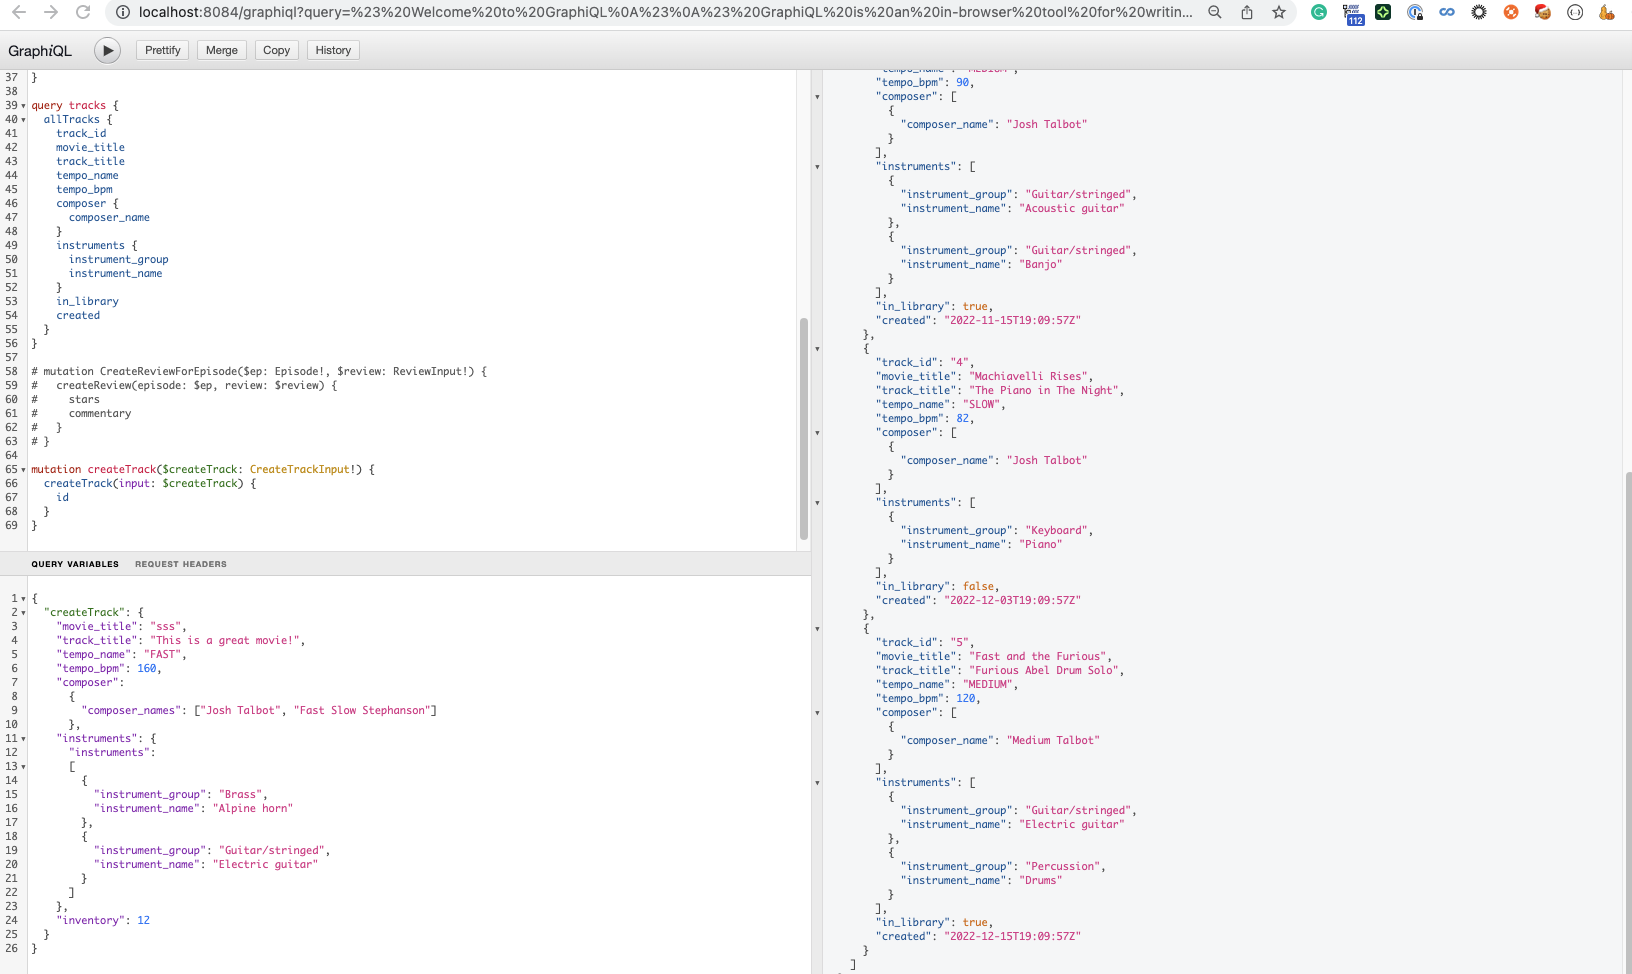 localhost:8084/graphiql?query=%23%20Welcome%20to%20GraphiQL%0A%23%0A%23%20GraphiQL%20is%20an%20in-browser%20tool%20for%20writin...
112
GraphiQL
Prettify
Merge
Copy
History
37 }
38
39 query tracks {
40 allTracks {
41 track_id
42 movie_title
43 track_title
44 tempo_name
45 tempo_bpm
46 composer {
47 composer_name
48 }
49 instruments {
50 instrument_group
51 instrument_name
52 }
53 in_library
54 created
55 }
56 }
57
58 # mutation CreateReviewForEpisode($ep: Episode!, $review: ReviewInput!) {
59 # createReview(episode: $ep, review: $review) {
60 # stars
61 # commentary
62 # }
63 # }
64
65 mutation createTrack($createTrack: CreateTrackInput!) {
66 createTrack(input: $createTrack) {
67 id
68 }
69 }
QUERY VARIABLES
REQUEST HEADERS
1 {
2 "createTrack": {
3 "movie_title": "sss",
4 "track_title": "This is a great movie!",
5 "tempo_name": "FAST",
6 "tempo_bpm": 160,
7 "composer":
8 {
9 "composer_names": ["Josh Talbot", "Fast Slow Stephanson"]
10 },
11 "instruments": {
12 "instruments":
13 [
14 {
15 "instrument_group": "Brass",
16 "instrument_name": "Alpine horn"
17 },
18 {
19 "instrument_group": "Guitar/stringed",
20 "instrument_name": "Electric guitar"
21 }
22 ]
23 },
24 "inventory": 12
25 }
26 }
"tempo_name": "MEDIUM",
"tempo_bpm": 90,
"composer": [
{
"composer_name": "Josh Talbot"
}
],
"instruments": [
{
"instrument_group": "Guitar/stringed",
"instrument_name": "Acoustic guitar"
},
{
"instrument_group": "Guitar/stringed",
"instrument_name": "Banjo"
}
],
"in_library": true,
"created": "2022-11-15T19:09:57Z"
},
{
"track_id": "4",
"movie_title": "Machiavelli Rises",
"track_title": "The Piano in The Night",
"tempo_name": "SLOW",
"tempo_bpm": 82,
"composer": [
{
"composer_name": "Josh Talbot"
}
],
"instruments": [
{
"instrument_group": "Keyboard",
"instrument_name": "Piano"
}
],
"in_library": false,
"created": "2022-12-03T19:09:57Z"
},
{
"track_id": "5",
"movie_title": "Fast and the Furious",
"track_title": "Furious Abel Drum Solo",
"tempo_name": "MEDIUM",
"tempo_bpm": 120,
"composer": [
{
"composer_name": "Medium Talbot"
}
],
"instruments": [
{
"instrument_group": "Guitar/stringed",
"instrument_name": "Electric guitar"
},
{
"instrument_group": "Percussion",
"instrument_name": "Drums"
}
],
"in_library": true,
"created": "2022-12-15T19:09:57Z"
}
]